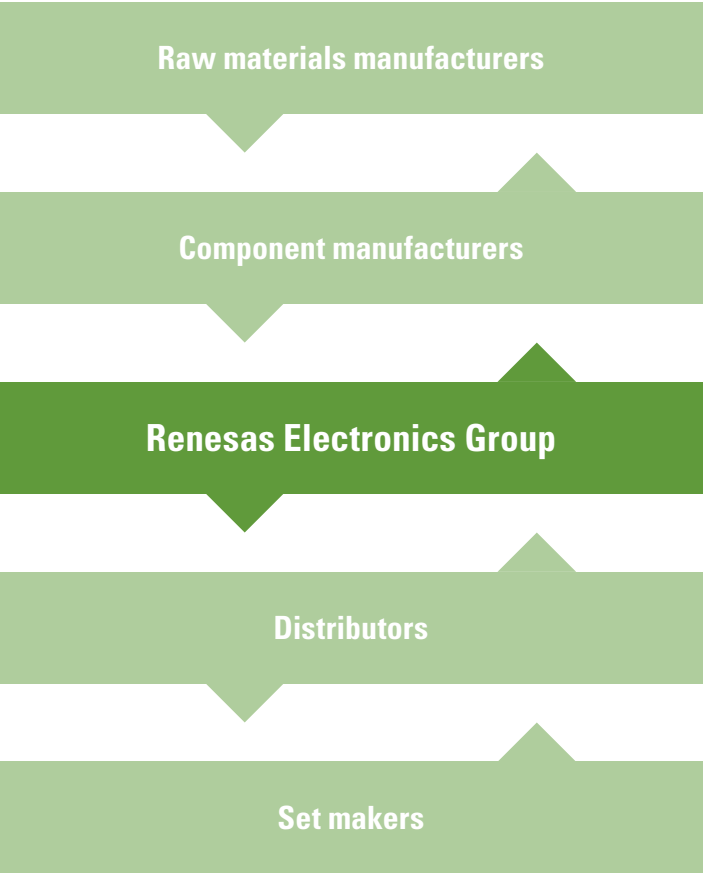 Raw materials manufacturers
Component manufacturers
Renesas Electronics Group
Distributors
Set makers